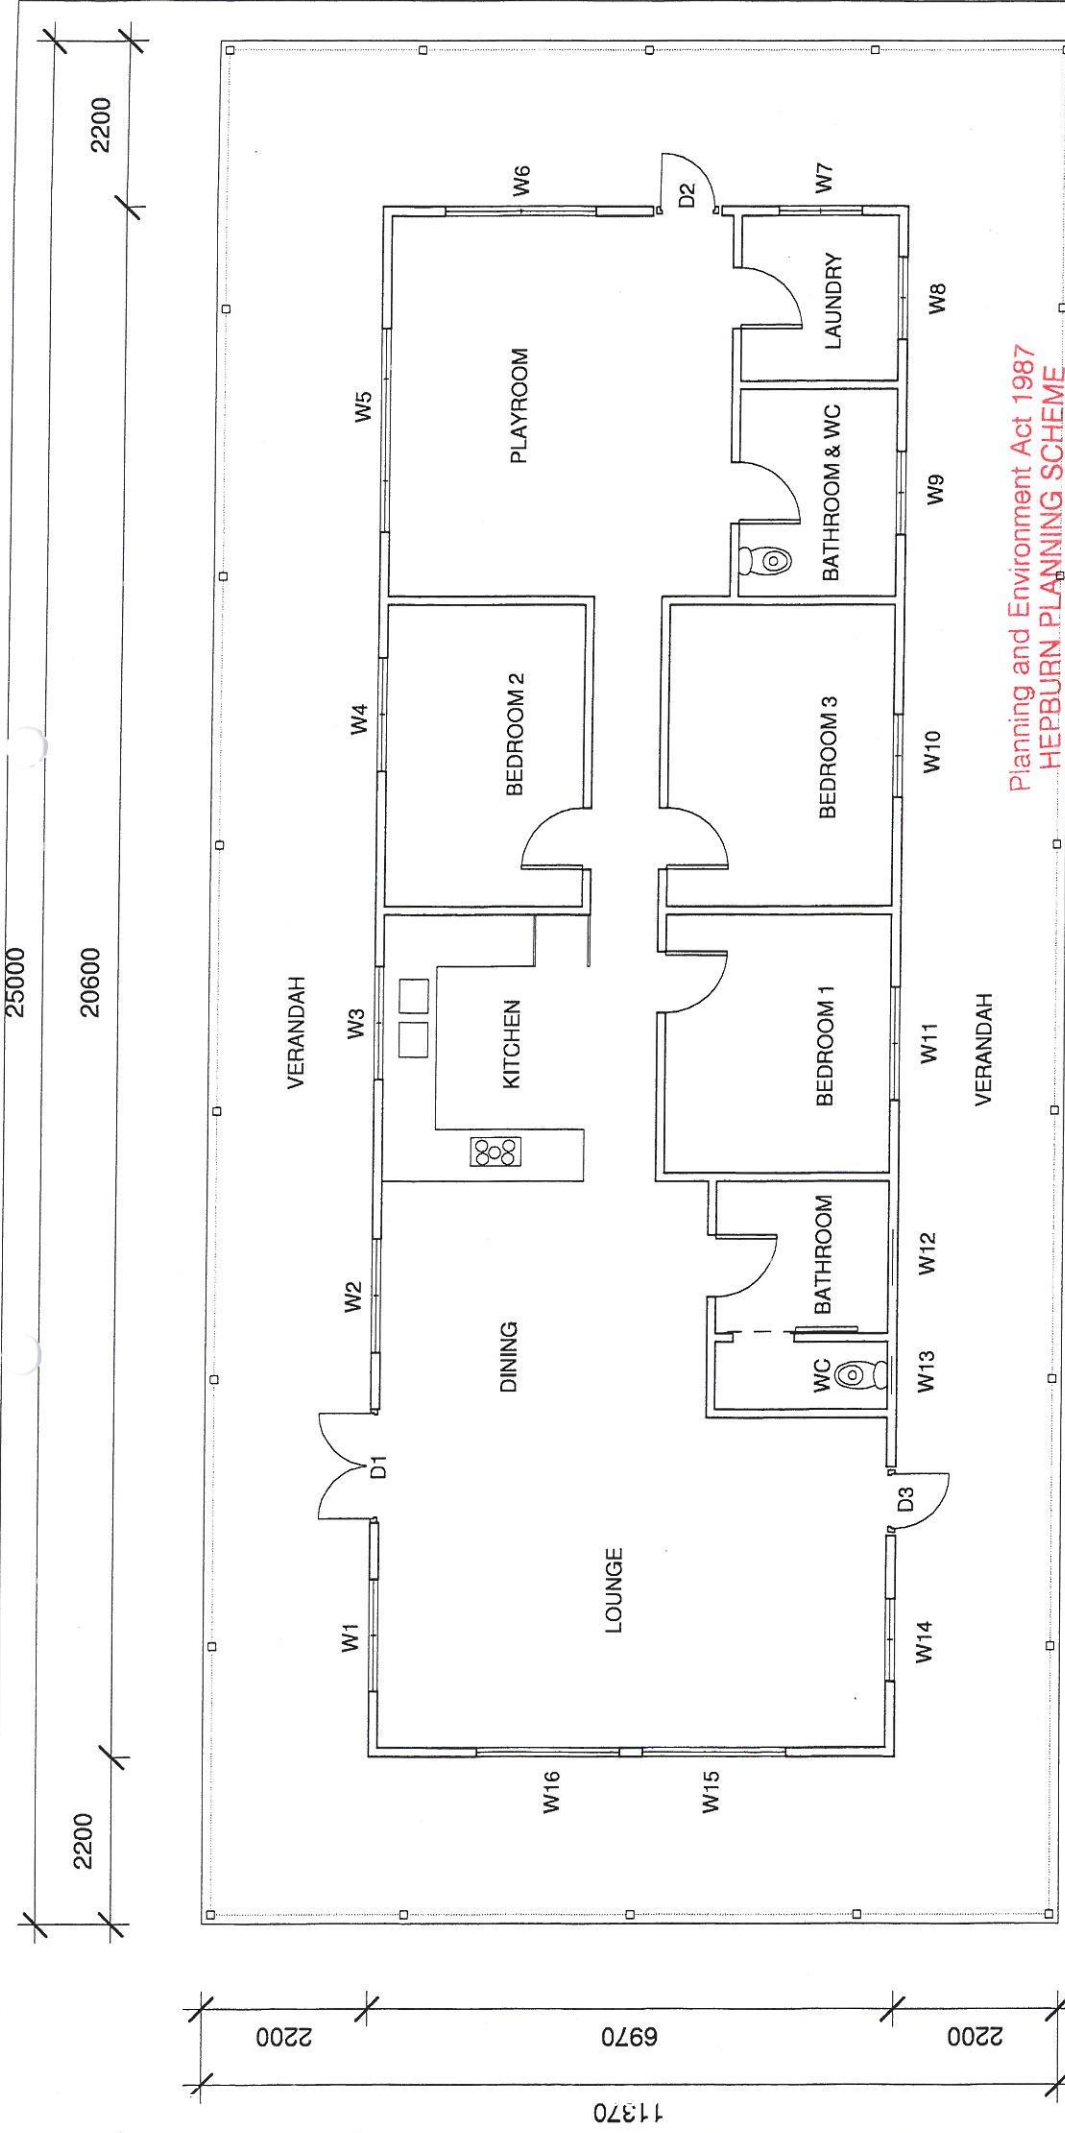 25000
2200
20600
2200
VERANDAH
W1
W2
W3
W4
W5
D1
W6
D2
W7
W16
W15
LOUNGE
DINING
KITCHEN
BEDROOM 2
PLAYROOM
WC
BATHROOM
BEDROOM 1
BEDROOM 3
BATHROOM & WC
LAUNDRY
D3
W14
W13
W12
W11
W10
W9
W8
VERANDAH
2200
6970
2200
11370
Planning and Environment Act 1987
HEPBURN PLANNING SCHEME